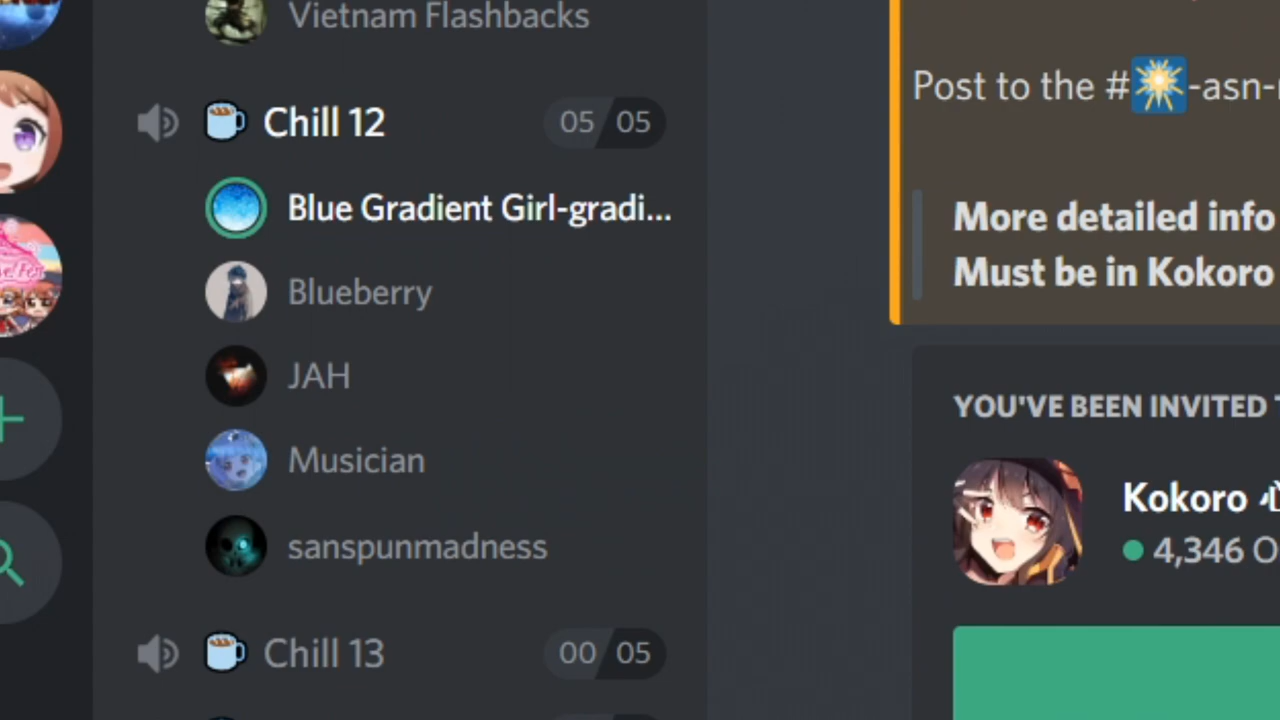 Vietnam Flashbacks
Chill 12
05 05
Blue Gradient Girl-gradi...
Blueberry
JAH
Musician
sanspunmadness
Chill 13
00 05
Post to the #💥-asn-
More detailed info
Must be in Kokoro
YOU'VE BEEN INVITED
Kokoro
4,346